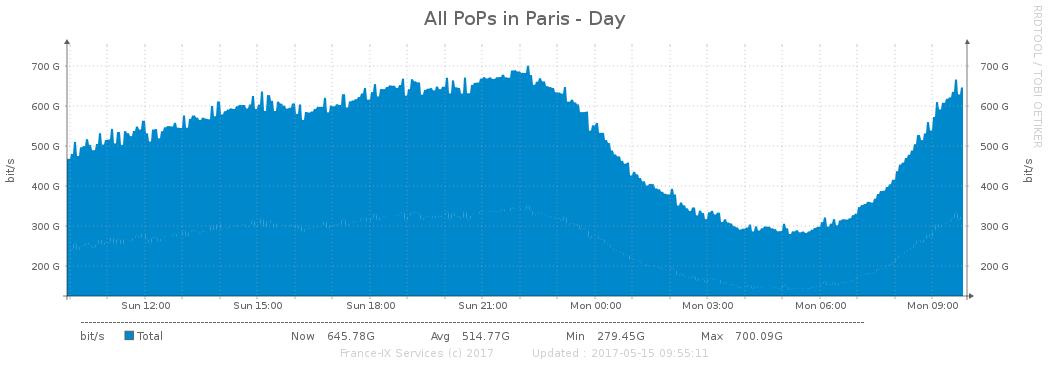 All PoPs in Paris - Day
RRDTOOL / TOBI OETIKER
700 G 700 G
600 G 600 G
500 G 500 G
400 G 400 G
300 G 300 G
200 G 200 G
bit/s
bit/s
Sun 12:00 Sun 15:00 Sun 18:00 Sun 21:00 Mon 00:00 Mon 03:00 Mon 06:00 Mon 09:00
bit/s Total Now 645.78G Avg 514.77G Min 279.45G Max 700.09G
France-IX Services (c) 2017 Updated : 2017-05-15 09:55:11